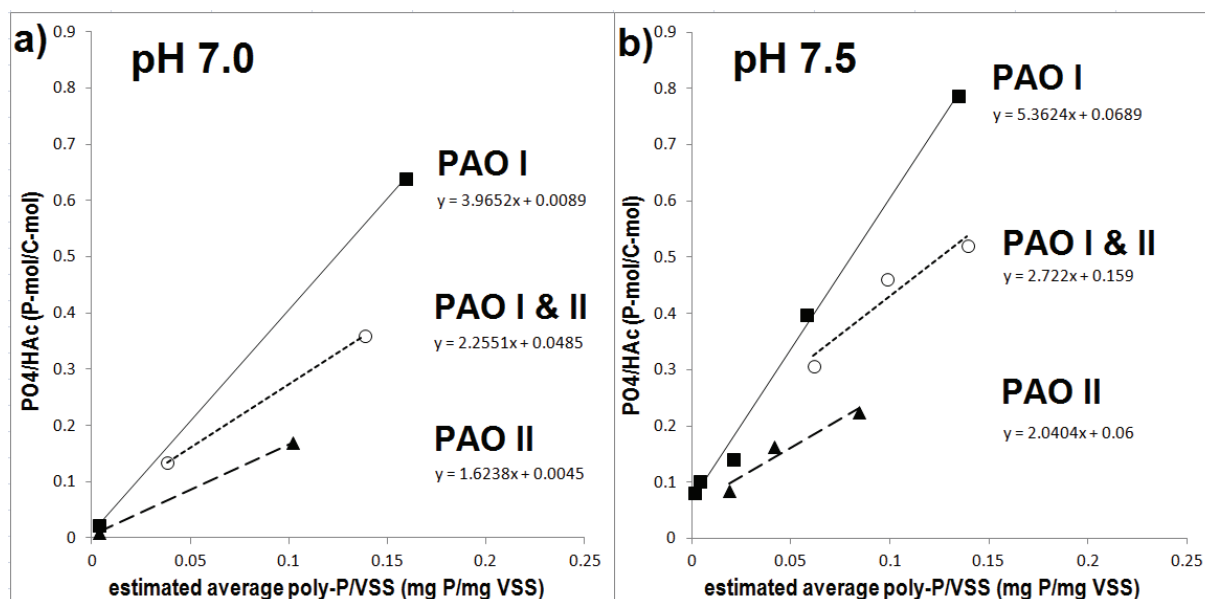 a)
pH 7.0
PO4/HAc (P-mol/C-mol)
0.9
0.8
0.7
0.6
0.5
0.4
0.3
0.2
0.1
0
PAO I
y = 3.9652x + 0.0089
PAO I & II
y = 2.2551x + 0.0485
PAO II
y = 1.6238x + 0.0045
0 0.05 0.1 0.15 0.2 0.25
estimated average poly-P/VSS (mg P/mg VSS)
b)
pH 7.5
PO4/HAc (P-mol/C-mol)
0.9
0.8
0.7
0.6
0.5
0.4
0.3
0.2
0.1
0
PAO I
y = 5.3624x + 0.0689
PAO I & II
y = 2.722x + 0.159
PAO II
y = 2.0404x + 0.06
0 0.05 0.1 0.15 0.2 0.25
estimated average poly-P/VSS (mg P/mg VSS)